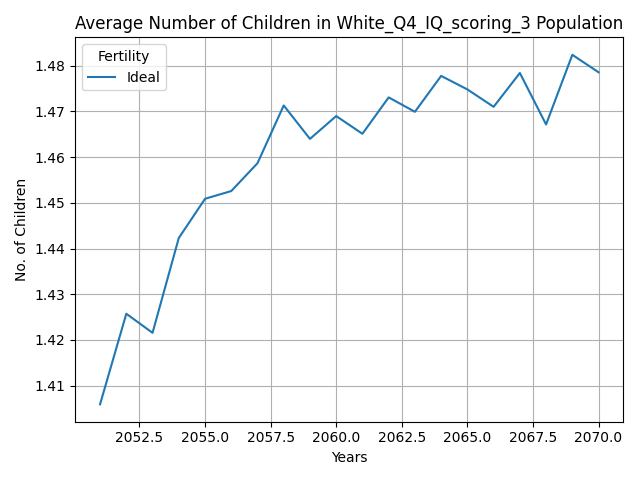 Average Number of Children in White_Q4_IQ_scoring_3 Population
Fertility
Ideal
1.48
1.47
1.46
1.45
1.44
1.43
1.42
1.41
No. of Children
2052.5 2055.0 2057.5 2060.0 2062.5 2065.0 2067.5 2070.0
Years